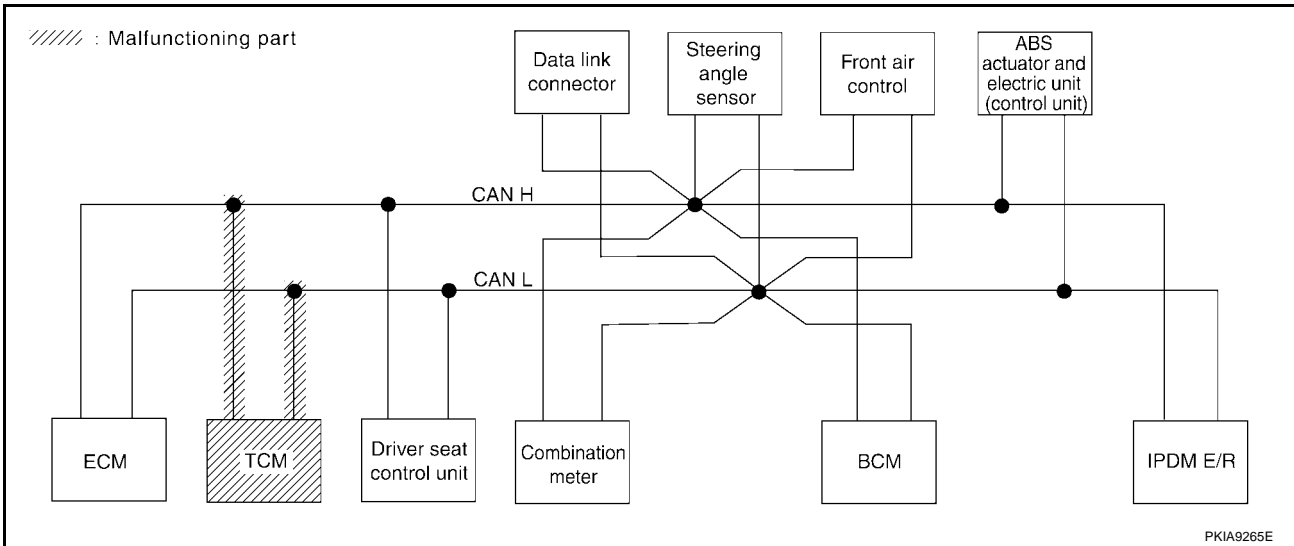 : Malfunctioning part
Data link
connector
Steering
angle
sensor
Front air
control
ABS
actuator and
electric unit
(control unit)
CAN H
CAN L
ECM
TCM
Driver seat
control unit
Combination
meter
BCM
IPDM E/R
PKIA9265E